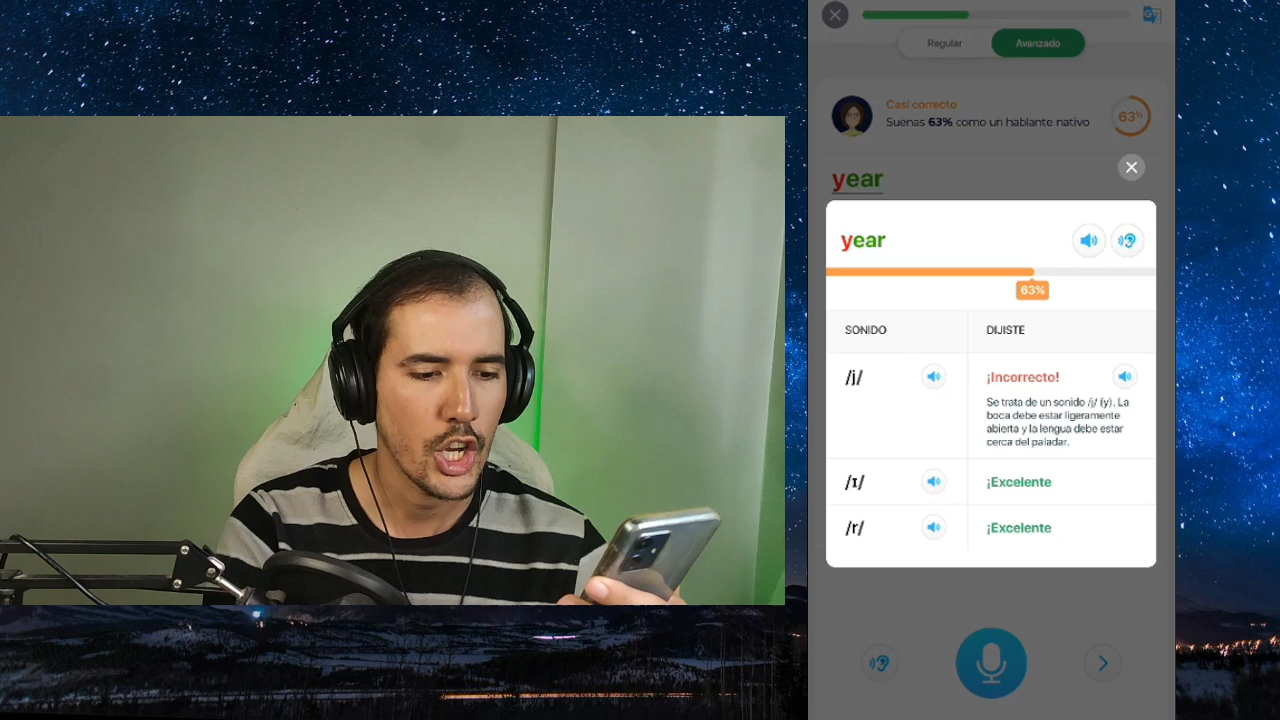 Regular
Avanzado
Casi correcto
Suenas 63% como un hablante nativo
63%
year
year
63%
SONIDO
DIJISTE
/j/
¡Incorrecto!
Se trata de un sonido /j/ (y). La
boca debe estar ligeramente
abierta y la lengua debe estar
cerca del paladar.
/ɪ/
¡Excelente
/r/
¡Excelente